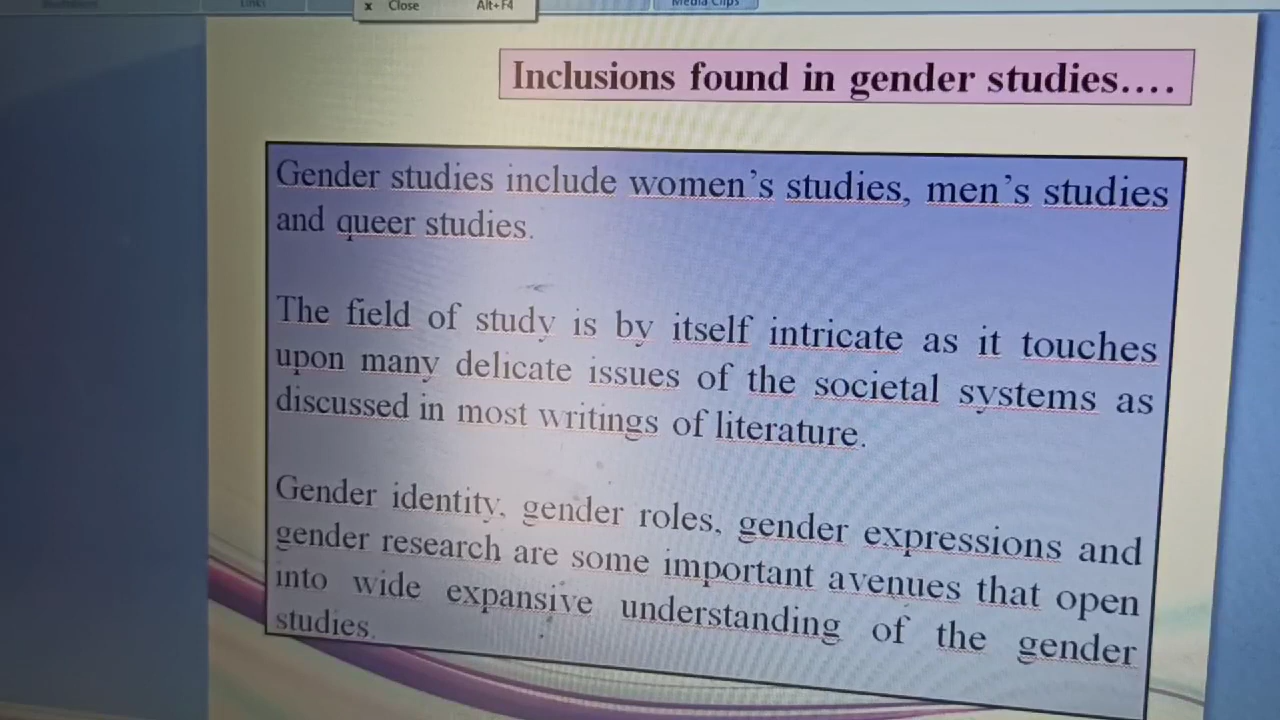 x Close Alt+F4
Media Clips
Inclusions found in gender studies....
Gender studies include women's studies, men's studies
and queer studies.
The field of study is by itself intricate as it touches
upon many delicate issues of the societal systems as
discussed in most writings of literature.
Gender identity, gender roles, gender expressions and
gender research are some important avenues that open
into wide expansive understanding of the gender
studies.